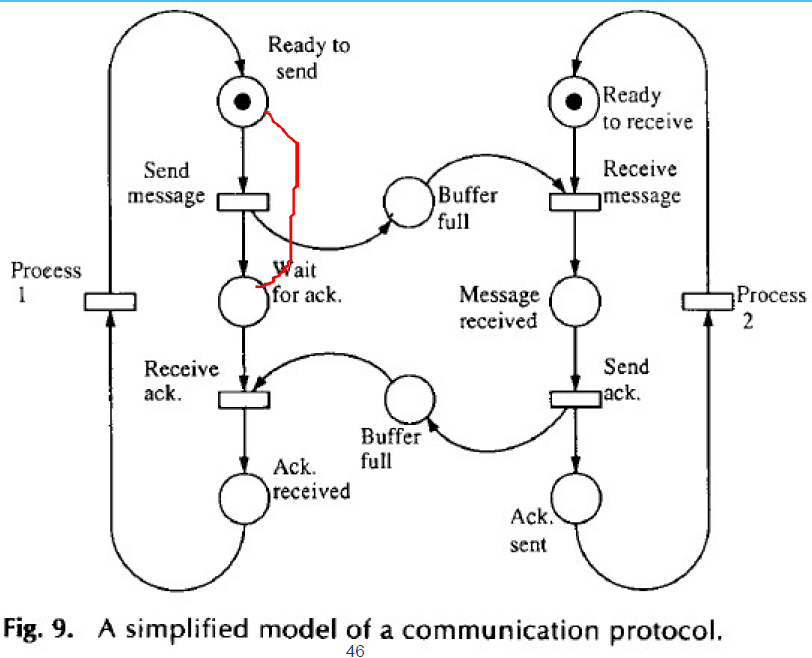 Ready to
send
Ready
to receive
Send
message
Receive
message
Buffer
full
Process
1
Wait
for ack.
Message
received
Process
2
Receive
ack.
Send
ack.
Buffer
full
Ack.
received
Ack.
sent
Fig. 9. A simplified model of a communication protocol.
46